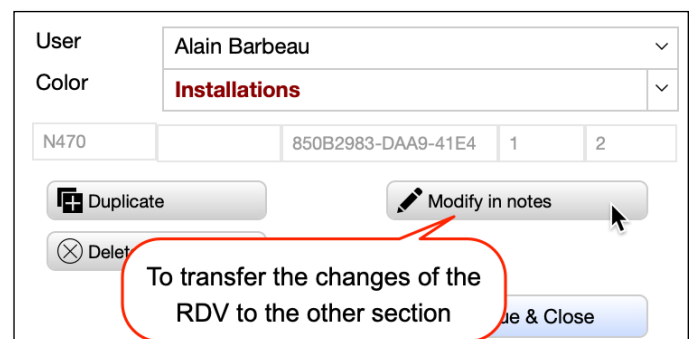 User Alain Barbeau
Color Installations
N470 850B2983-DAA9-41E4 1 2
Duplicate Modify in notes
To transfer the changes of the
RDV to the other section
& Close